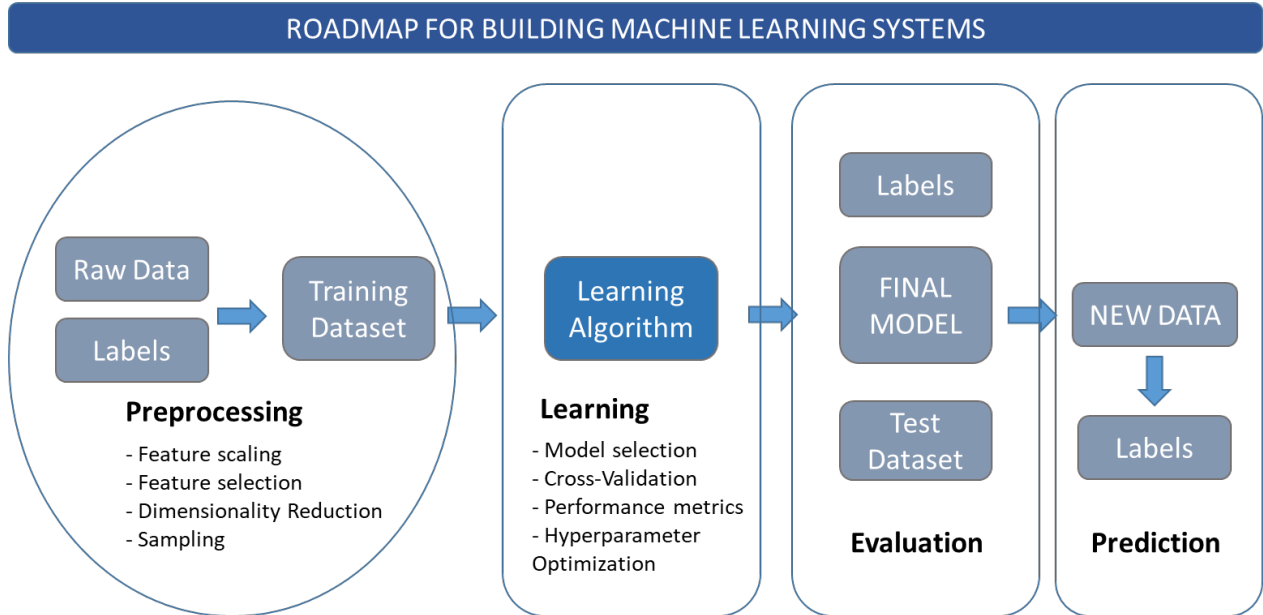 ROADMAP FOR BUILDING MACHINE LEARNING SYSTEMS
Raw Data
Labels
Training
Dataset
Preprocessing
- Feature scaling
- Feature selection
- Dimensionality Reduction
- Sampling
Learning
Algorithm
Learning
- Model selection
- Cross-Validation
- Performance metrics
- Hyperparameter
Optimization
Labels
FINAL
MODEL
Test
Dataset
Evaluation
NEW DATA
Labels
Prediction